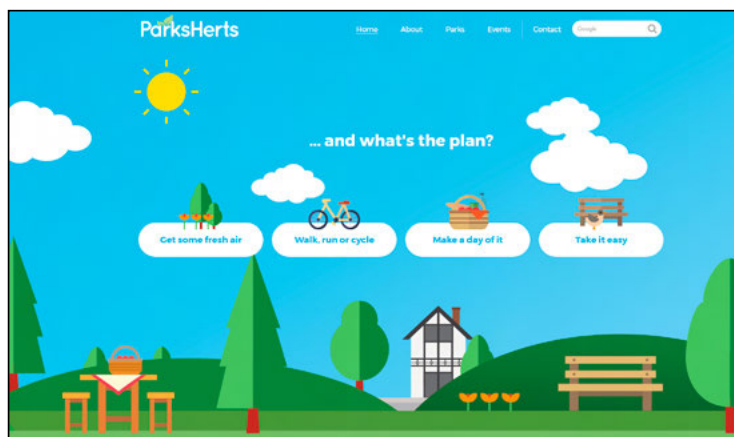 ParksHerts
Home About Parks Events Contact Google
... and what's the plan?
Get some fresh air Walk, run or cycle Make a day of it Take it easy